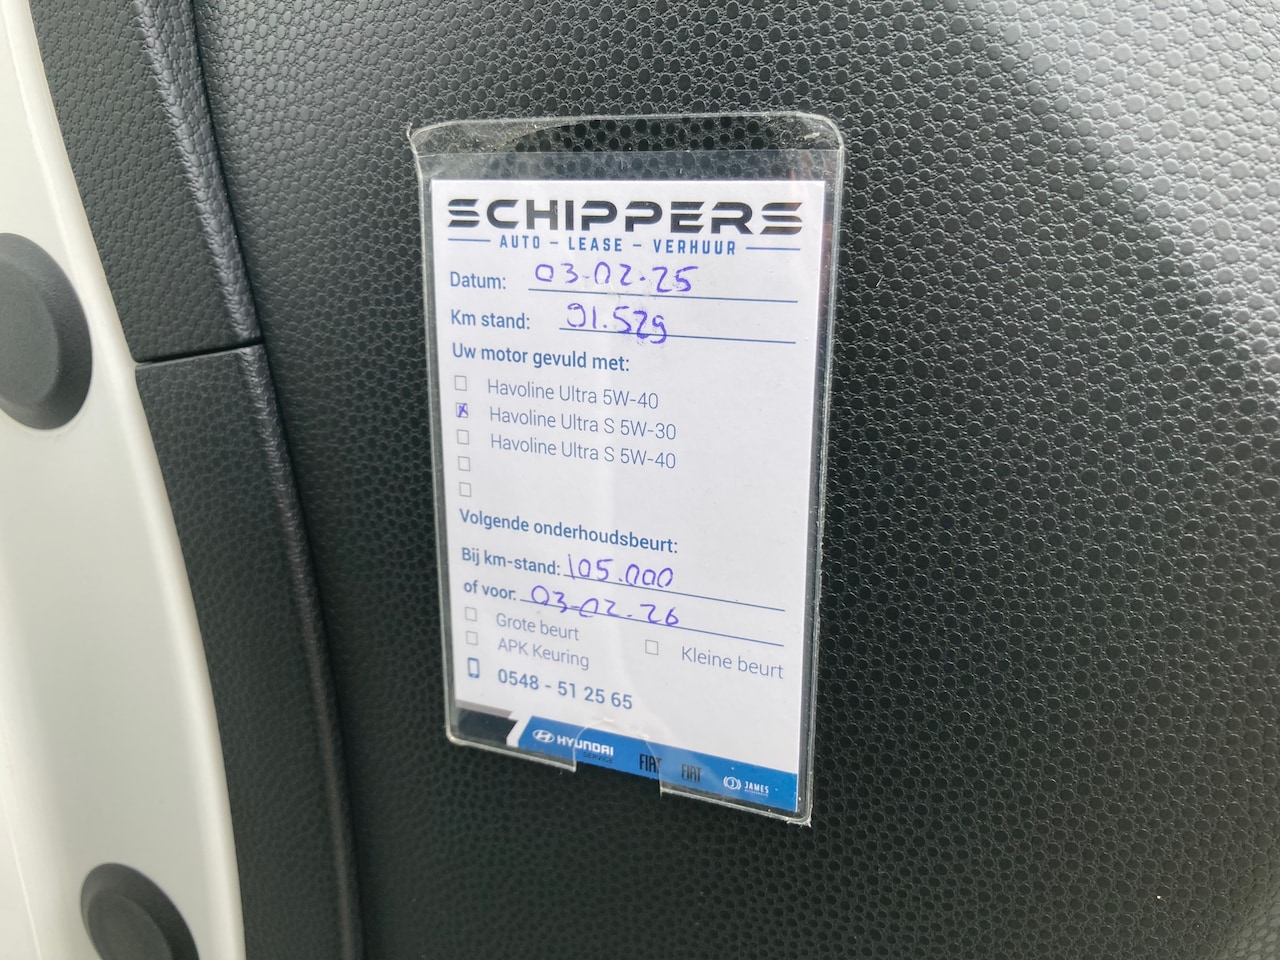 SCHIPPERS
AUTO – LEASE – VERHUUR
Datum: 03-02-25
Km stand: 91.529
Uw motor gevuld met:
Havoline Ultra 5W-40
Havoline Ultra S 5W-30
Havoline Ultra S 5W-40
Volgende onderhoudsbeurt:
Bij km-stand: 105.000
of voor: 03-02-26
Grote beurt
Kleine beurt
APK Keuring
0548 - 51 25 65
HYUNDAI
SERVICE
FIAT FIAT JAMES